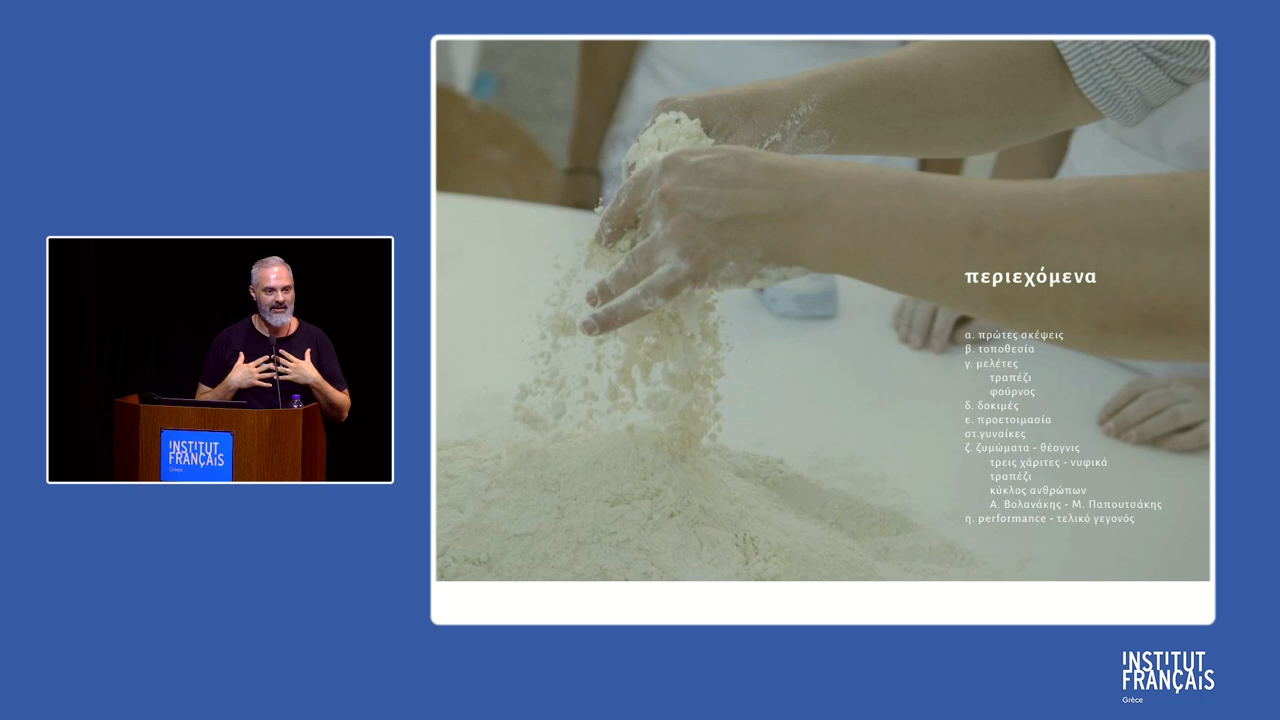 INSTITUT
FRANÇAIS
Grèce
περιεχόμενα
α. πρώτες σκέψεις
β. τοποθεσία
γ. μελέτες
τραπέζι
φούρνος
δ. δοκιμές
ε. προετοιμασία
στ.γυναίκες
ζ. ζυμώματα - θέογνις
τρεις χάριτες - νυφικά
τραπέζι
κύκλος ανθρώπων
Α. Βολανάκης - Μ. Παπουτσάκης
η. performance - τελικό γεγονός
INSTITUT
FRANÇAIS
Grèce